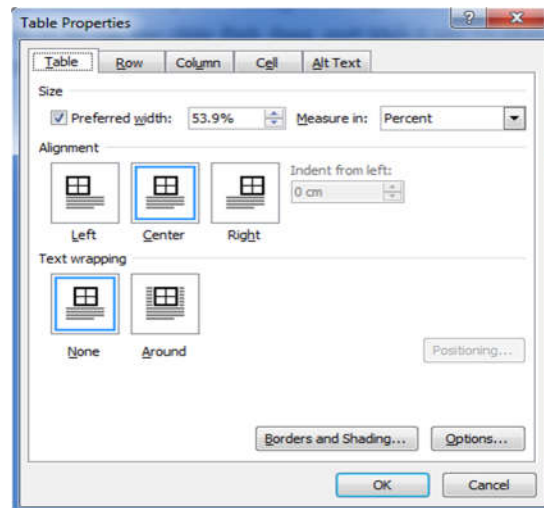 Table Properties
Table Row Column Cell Alt Text
Size
Preferred width: 53.9% Measure in: Percent
Alignment
Indent from left:
0 cm
Left Center Right
Text wrapping
None Around
Positioning...
Borders and Shading... Options...
OK Cancel